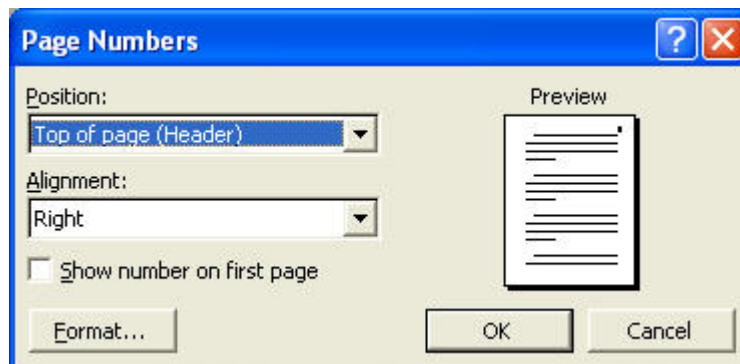 Page Numbers
Position:
Preview
Top of page (Header)
Alignment:
Right
Show number on first page
Format...
OK
Cancel